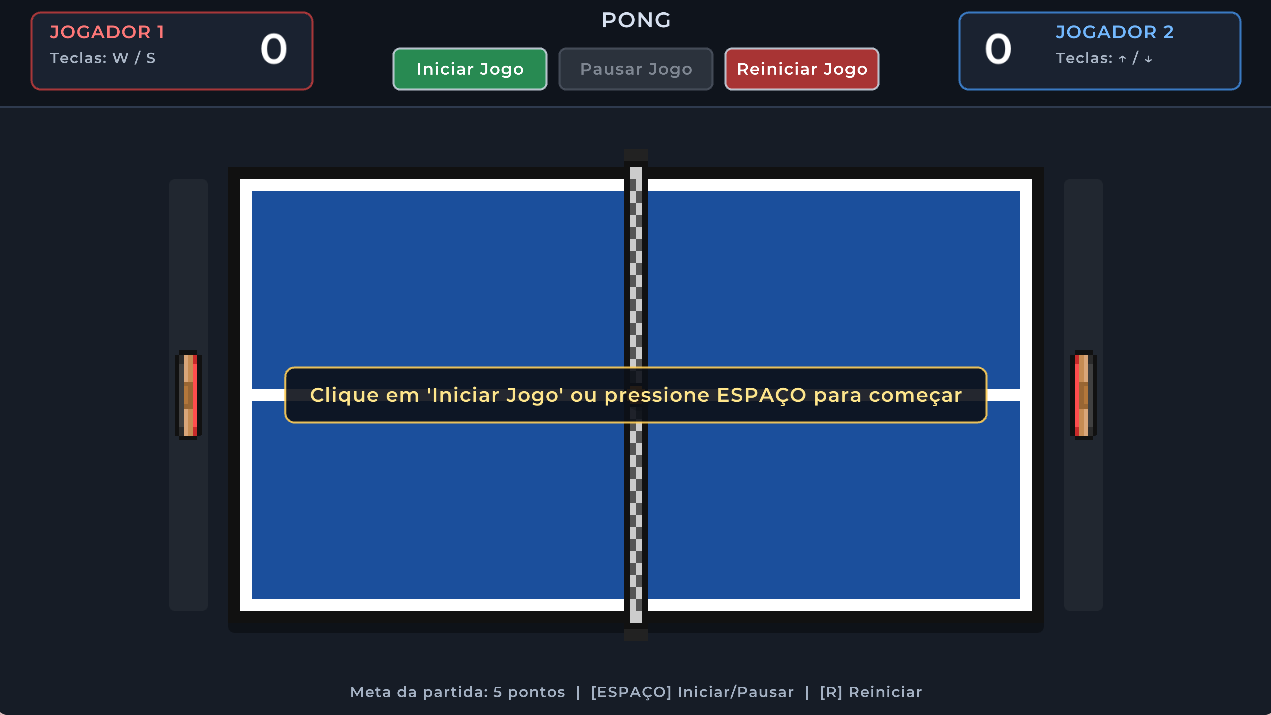 JOGADOR 1
Teclas: W / S
0
PONG
Iniciar Jogo
Pausar Jogo
Reiniciar Jogo
0
JOGADOR 2
Teclas: ↑ / ↓
Clique em 'Iniciar Jogo' ou pressione ESPAÇO para começar
Meta da partida: 5 pontos | [ESPAÇO] Iniciar/Pausar | [R] Reiniciar